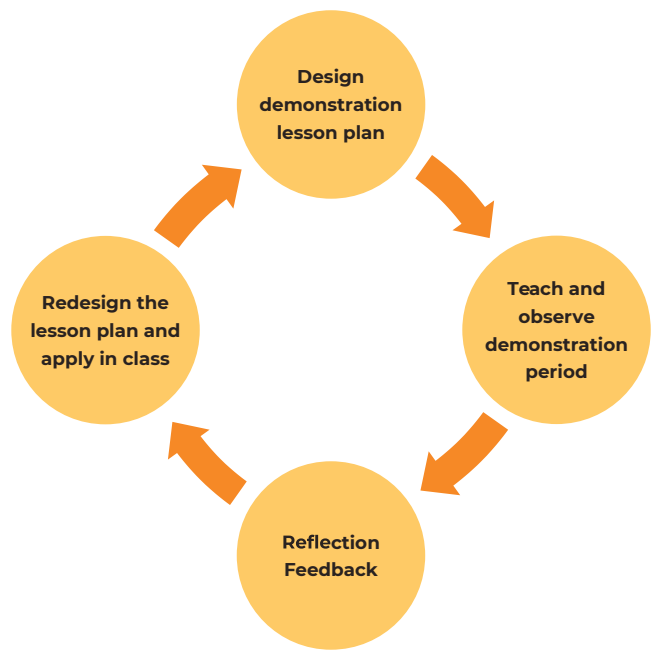 Design
demonstration
lesson plan
Teach and
observe
demonstration
period
Reflection
Feedback
Redesign the
lesson plan and
apply in class